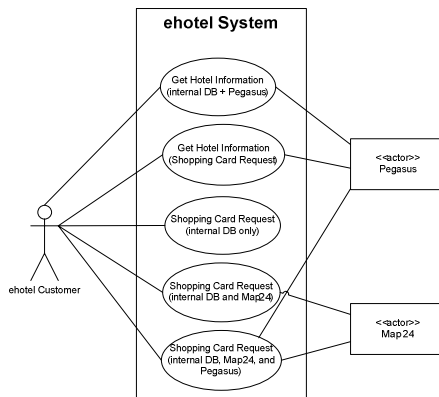 ehotel System
Get Hotel Information
(internal DB + Pegasus)
Get Hotel Information
(Shopping Card Request)
<<actor>>
Pegasus
Shopping Card Request
(internal DB only)
ehotel Customer
Shopping Card Request
(internal DB and Map24)
<<actor>>
Map24
Shopping Card Request
(internal DB, Map24, and
Pegasus)